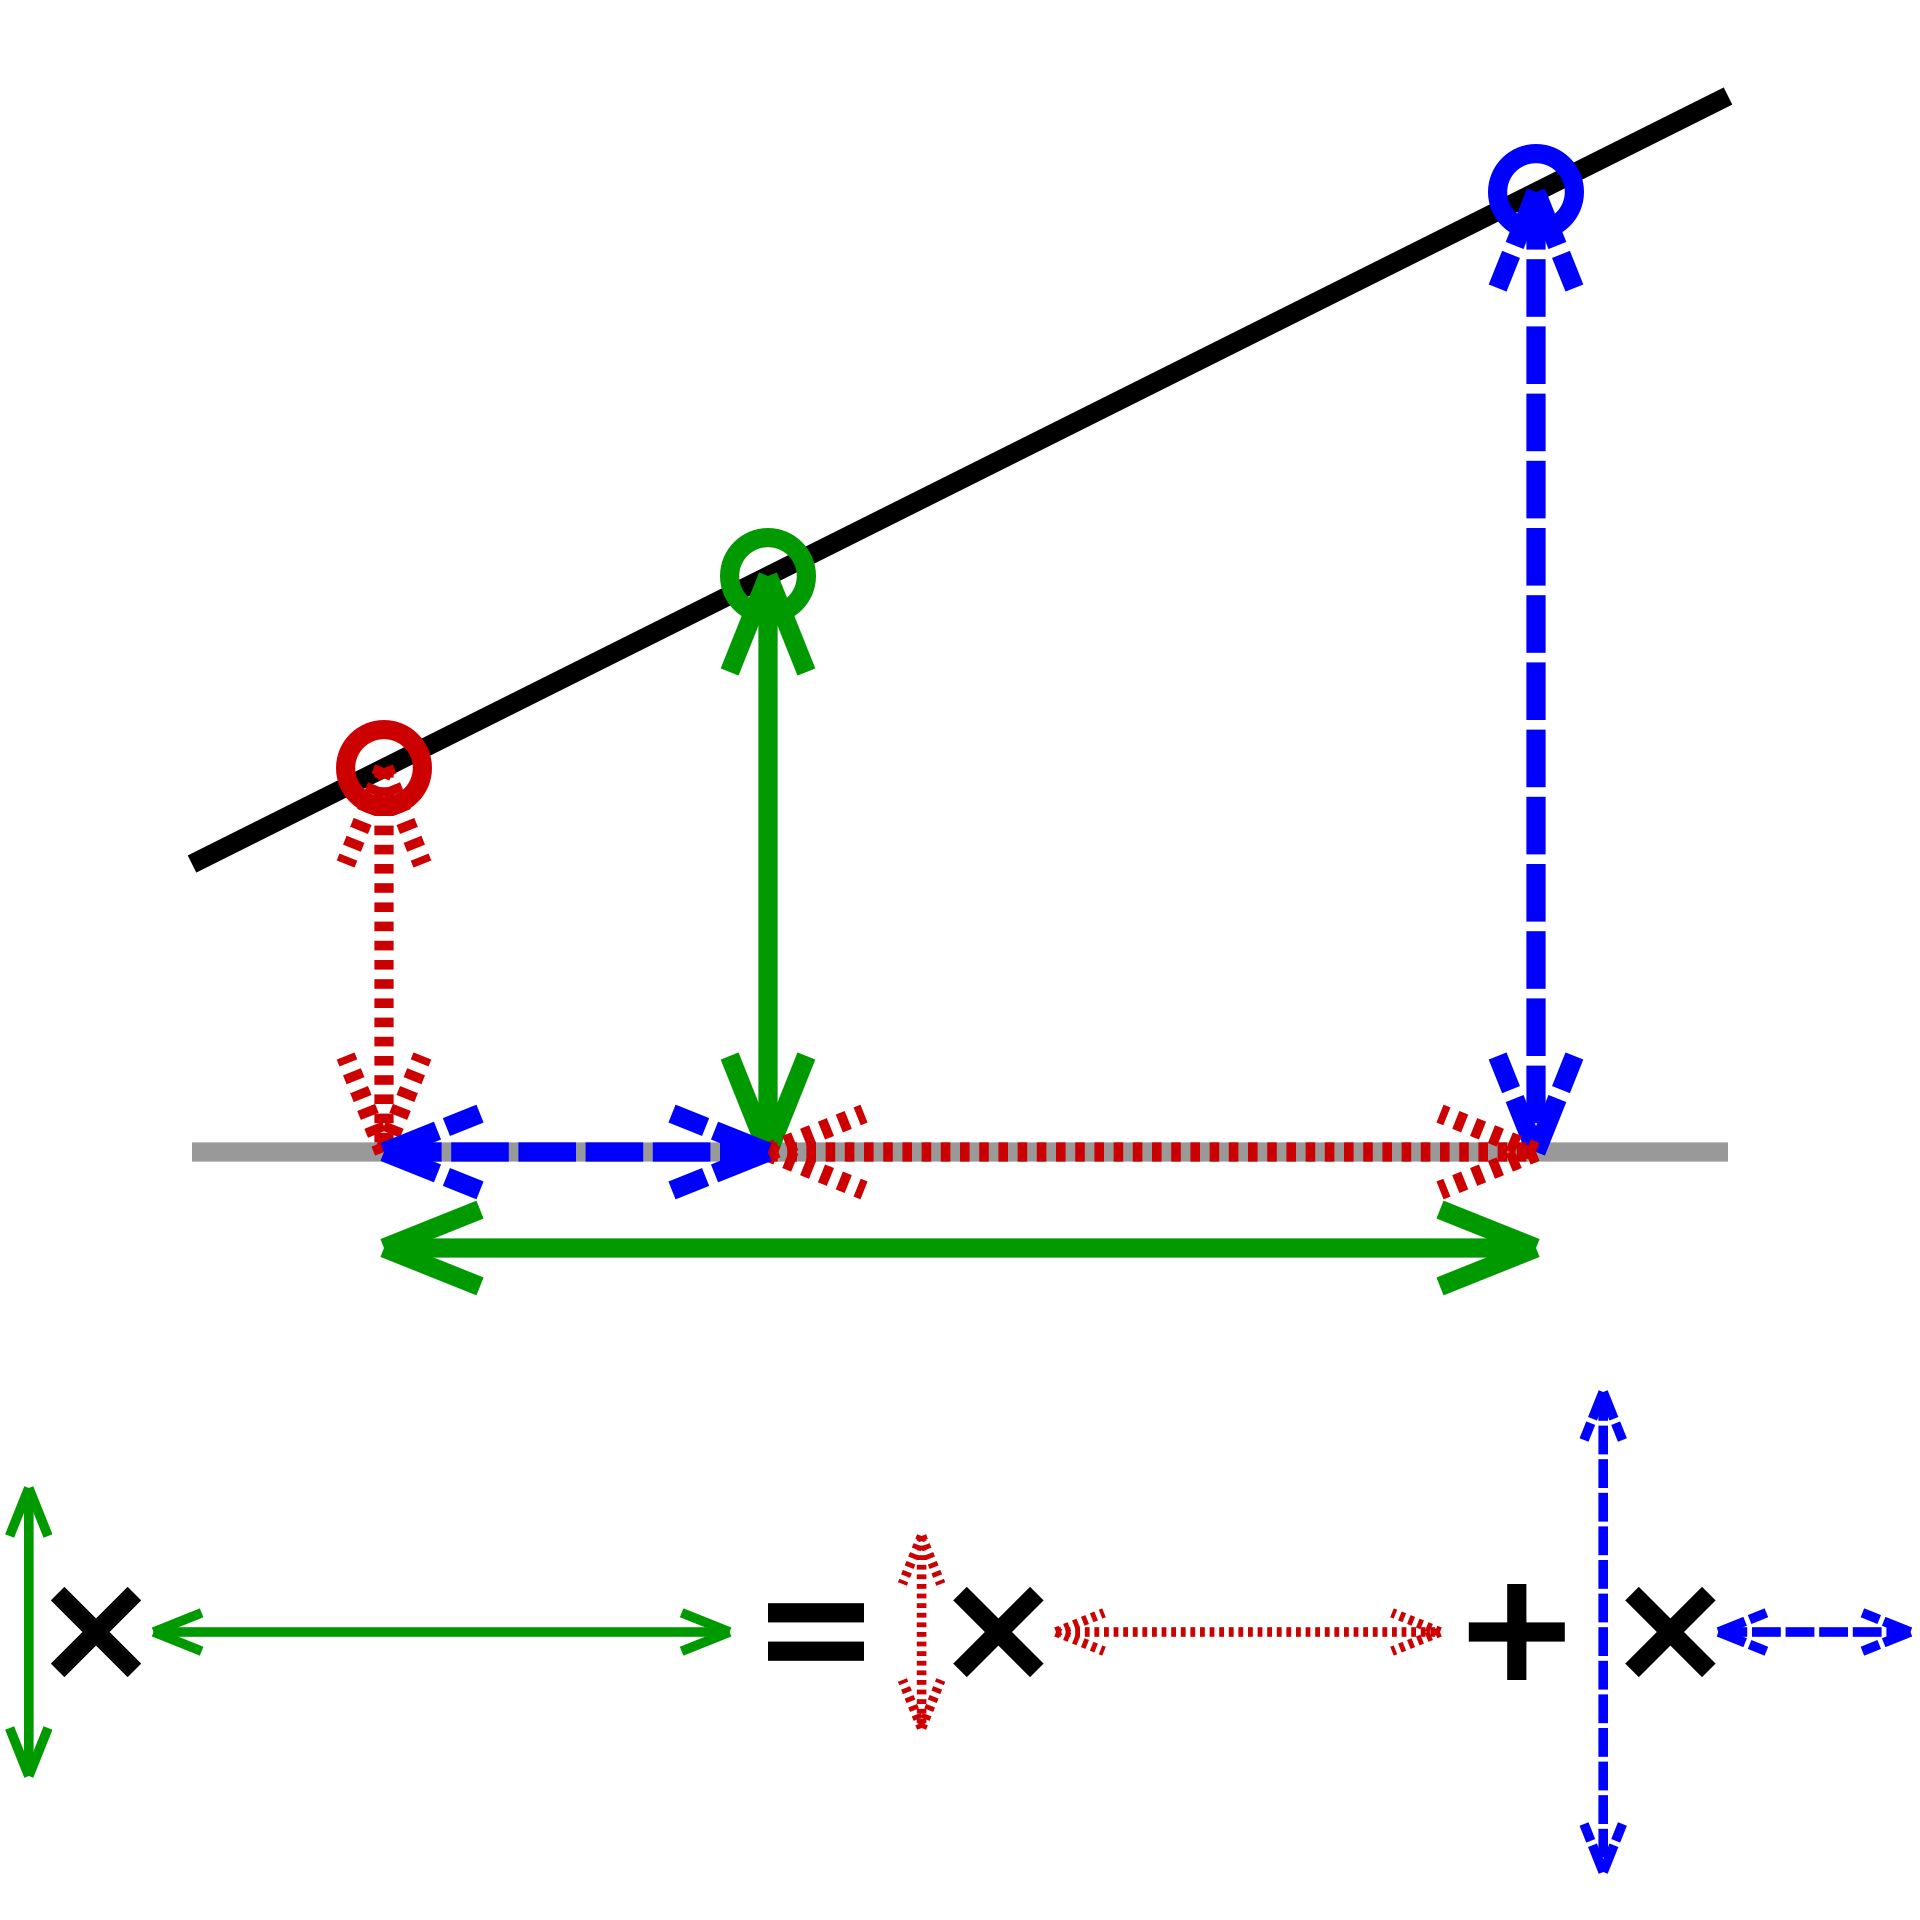 × = × + ×